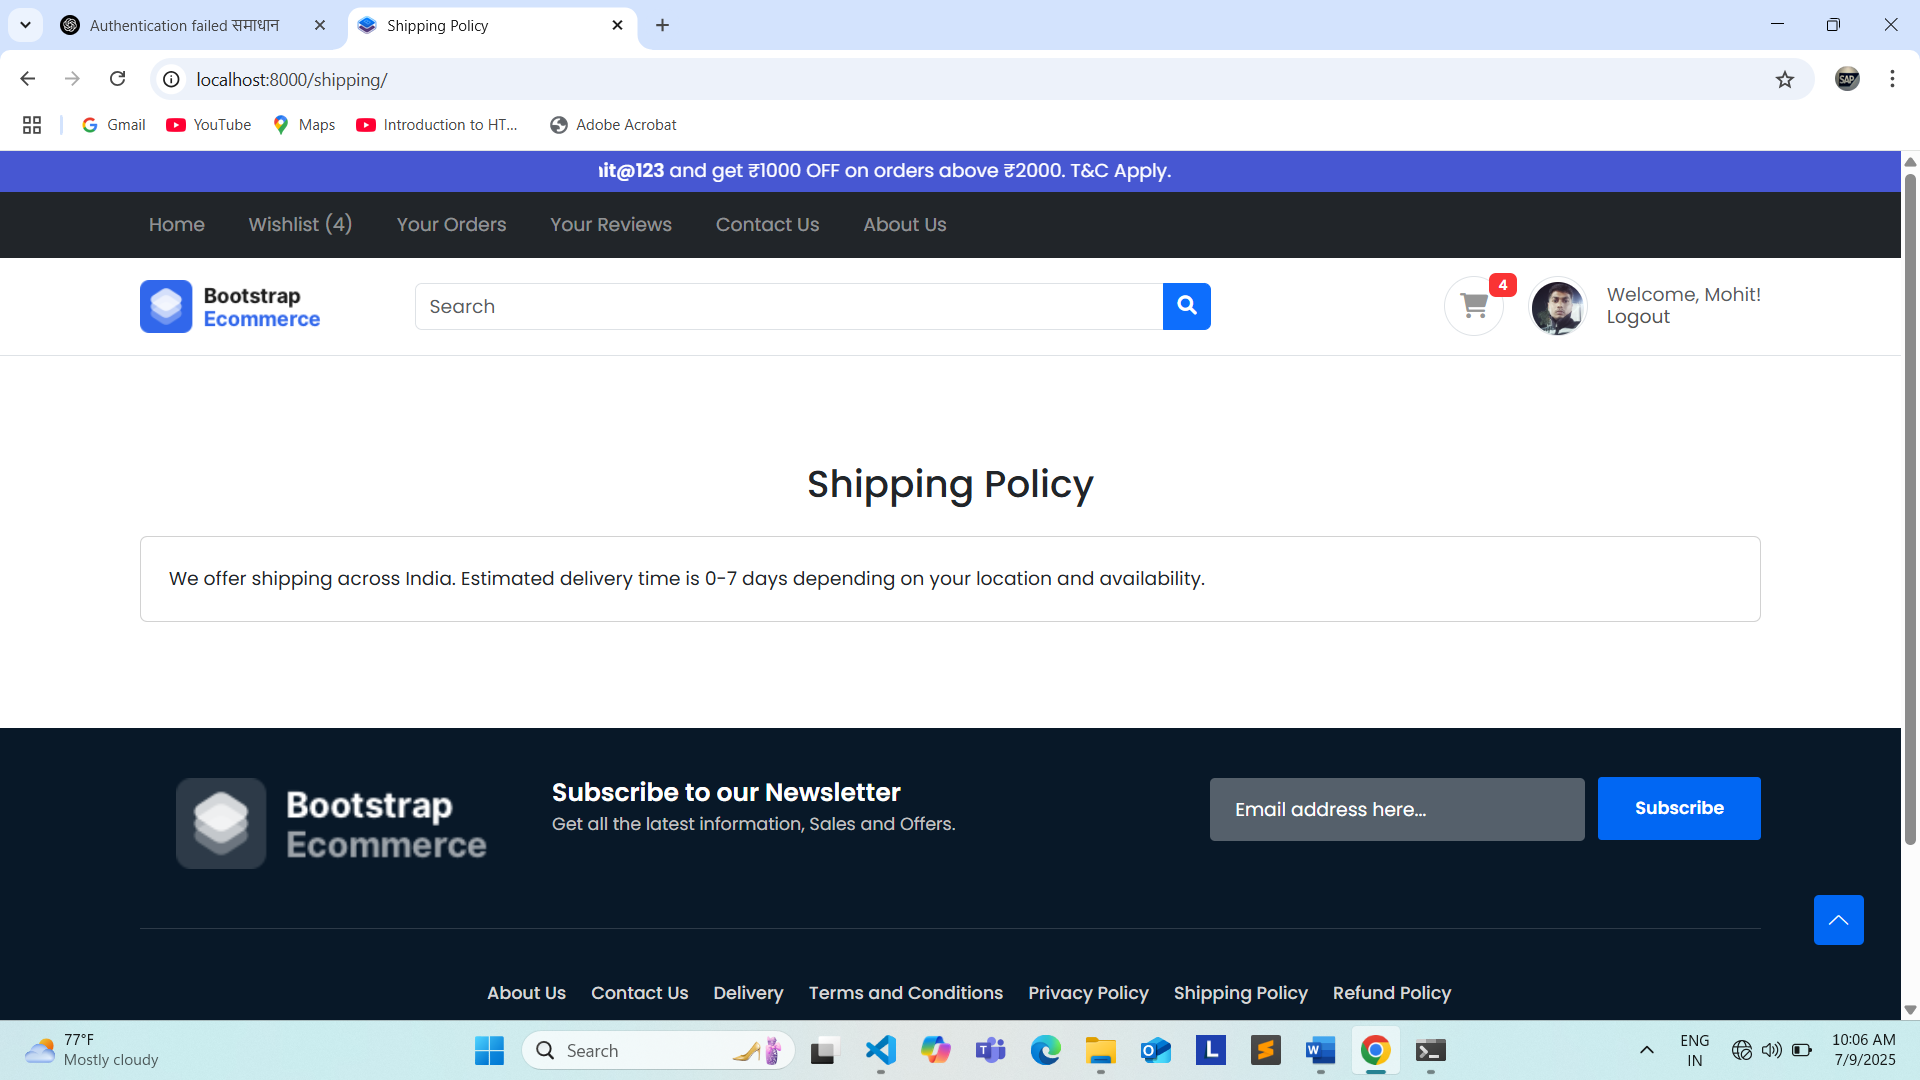 Authentication failed समाधान
Shipping Policy
localhost:8000/shipping/
Gmail
YouTube
Maps
Introduction to HT...
Adobe Acrobat
it@123 and get ₹1000 OFF on orders above ₹2000. T&C Apply.
Home
Wishlist (4)
Your Orders
Your Reviews
Contact Us
About Us
Bootstrap
Ecommerce
Search
4
Welcome, Mohit!
Logout
Shipping Policy
We offer shipping across India. Estimated delivery time is 0-7 days depending on your location and availability.
Bootstrap
Ecommerce
Subscribe to our Newsletter
Get all the latest information, Sales and Offers.
Email address here...
Subscribe
About Us
Contact Us
Delivery
Terms and Conditions
Privacy Policy
Shipping Policy
Refund Policy
77°F
Mostly cloudy
Search
ENG
IN
10:06 AM
7/9/2025